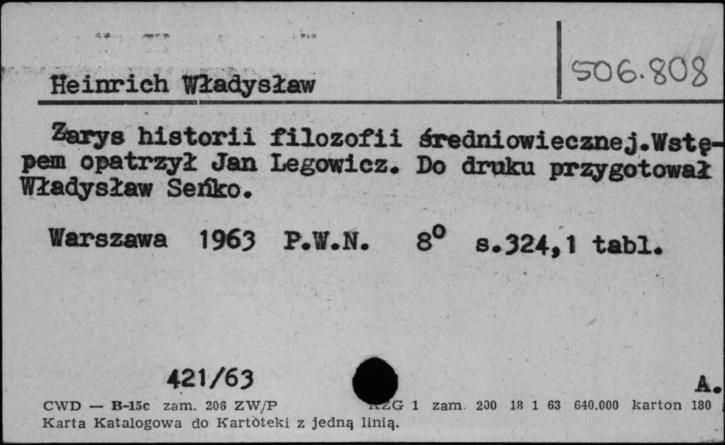 Heinrich Władysław
506.808
Zarys historii filozofii średniowiecznej.Wstę-
pem opatrzył Jan Legowicz. Do druku przygotował
Władysław Seńko.
Warszawa 1963 P.W.N. 8° s.324,1 tabl.
421/63
A.
CWD — B-15c zam. 206 ZW/P RZG 1 zam. 200 18 1 63 640.000 karton 180
Karta Katalogowa do Kartoteki z jedną linią.